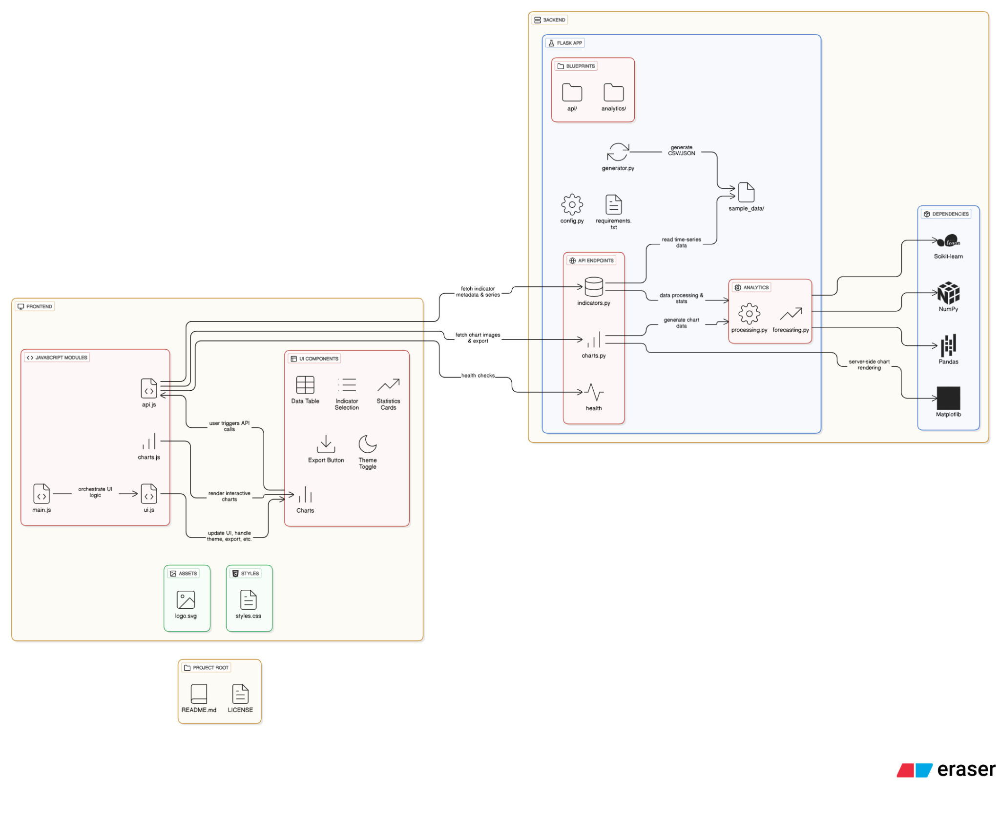 BACKEND
FLASK APP
BLUEPRINTS
api/
analytics/
generator.py
generate
CSV/JSON
sample_data/
config.py
requirements.
txt
read time-series
data
API ENDPOINTS
indicators.py
data processing &
stats
generate chart
data
charts.py
health
ANALYTICS
processing.py
forecasting.py
server-side chart
rendering
DEPENDENCIES
learn
Scikit-learn
NumPy
Pandas
Matplotlib
fetch indicator
metadata & series
fetch chart images
& export
health checks
FRONTEND
JAVASCRIPT MODULES
api.js
charts.js
main.js
orchestrate UI
logic
ui.js
user triggers API
calls
render interactive
charts
update UI, handle
theme, export, etc.
UI COMPONENTS
Data Table
Indicator
Selection
Statistics
Cards
Export Button
Theme
Toggle
Charts
ASSETS
logo.svg
STYLES
styles.css
PROJECT ROOT
README.md
LICENSE
eraser